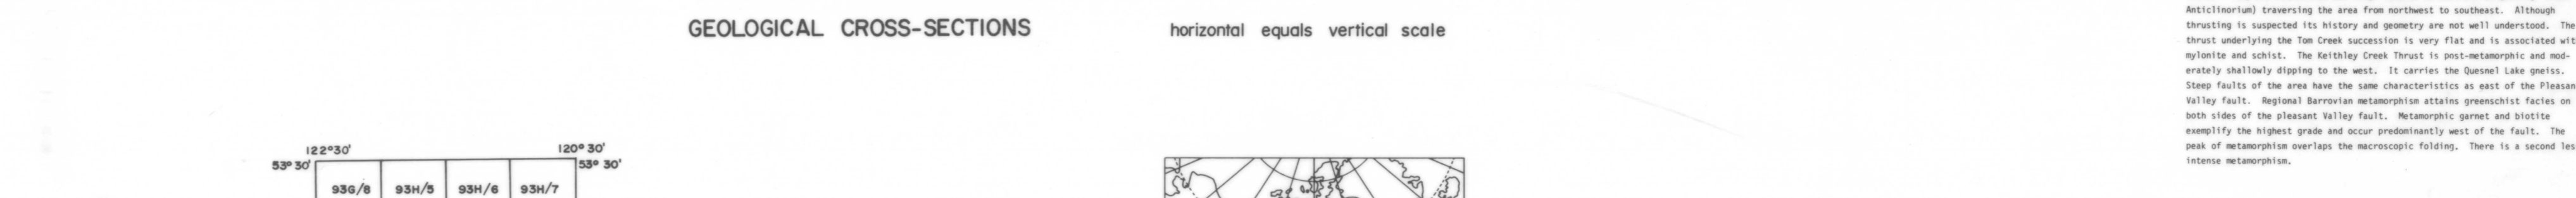 GEOLOGICAL CROSS-SECTIONS
horizontal equals vertical scale
122°30'
120°30'
53°30'
53°30'
93G/8
93H/5
93H/6
93H/7
Anticlinorium) traversing the area from northwest to southeast. Although
thrusting is suspected its history and geometry are not well understood. The
thrust underlying the Tom Creek succession is very flat and is associated wit
mylonite and schist. The Keithley Creek Thrust is post-metamorphic and mod-
erately shallowly dipping to the west. It carries the Quesnel Lake gneiss.
Steep faults of the area have the same characteristics as east of the Pleasan
Valley fault. Regional Barrovian metamorphism attains greenschist facies on
both sides of the pleasant Valley fault. Metamorphic garnet and biotite
exemplify the highest grade and occur predominantly west of the fault. The
peak of metamorphism overlaps the macroscopic folding. There is a second les
intense metamorphism.